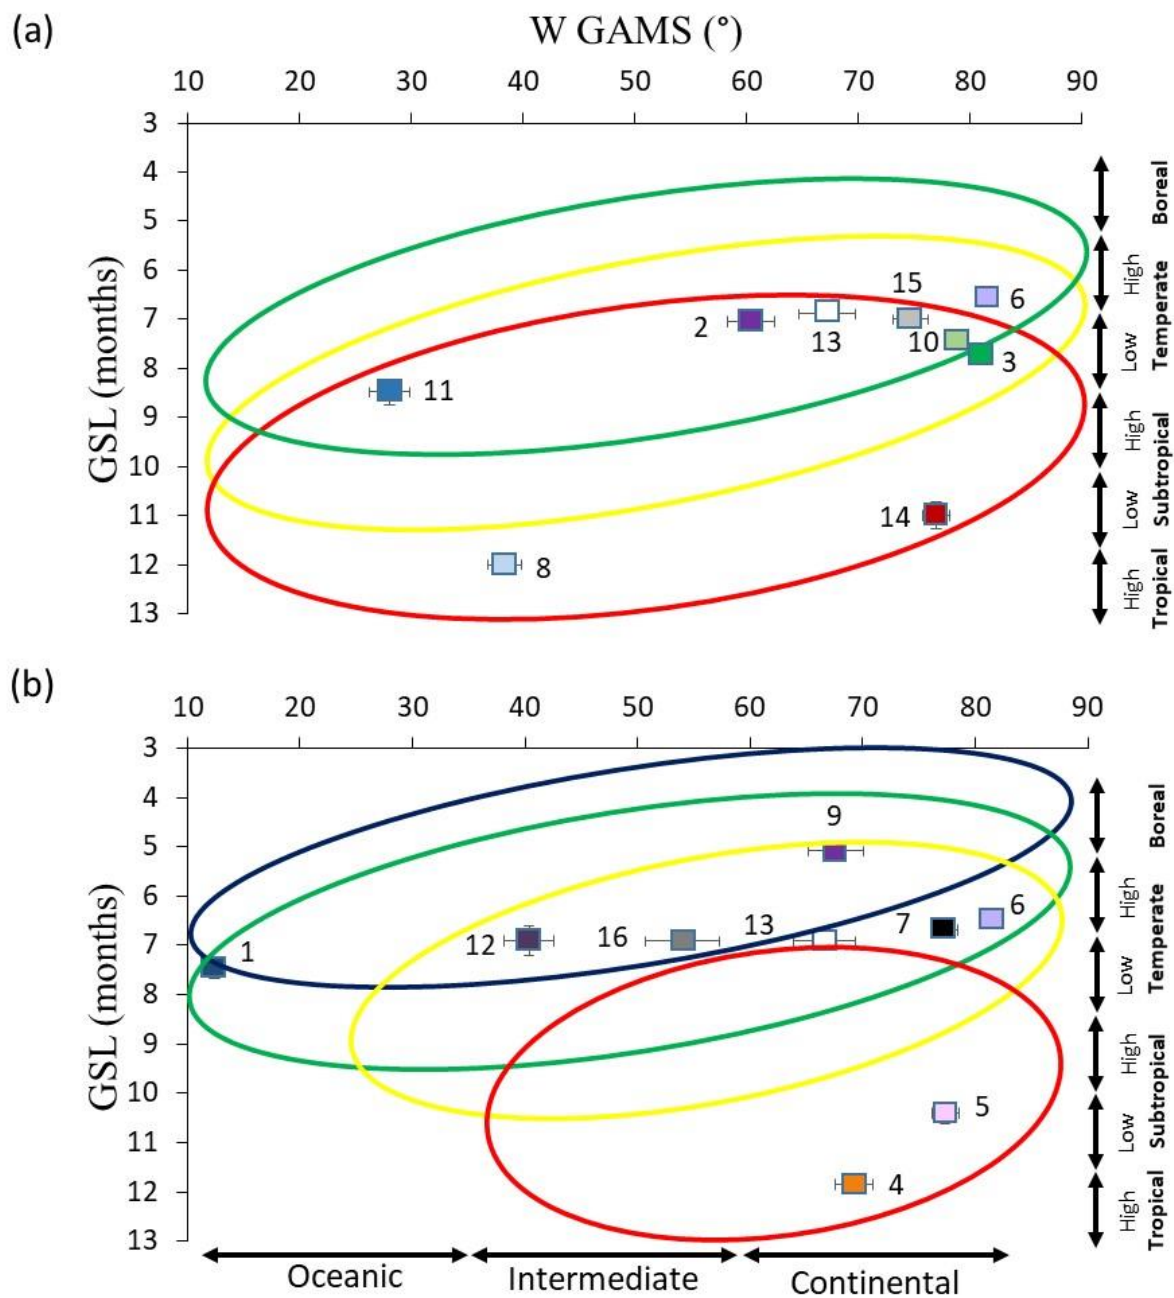 (a)
W GAMS (°)
10 20 30 40 50 60 70 80 90
GSL (months)
3
4
5
6
7
8
9
10
11
12
13
2
13
15
10
6
3
11
14
8
Boreal
High
Low
Temperate
High
Low
Subtropical
High
Tropical
(b)
10 20 30 40 50 60 70 80 90
GSL (months)
3
4
5
6
7
8
9
10
11
12
13
9
1
12
16
13
7
6
5
4
Boreal
High
Low
Temperate
High
Low
Subtropical
High
Tropical
Oceanic
Intermediate
Continental